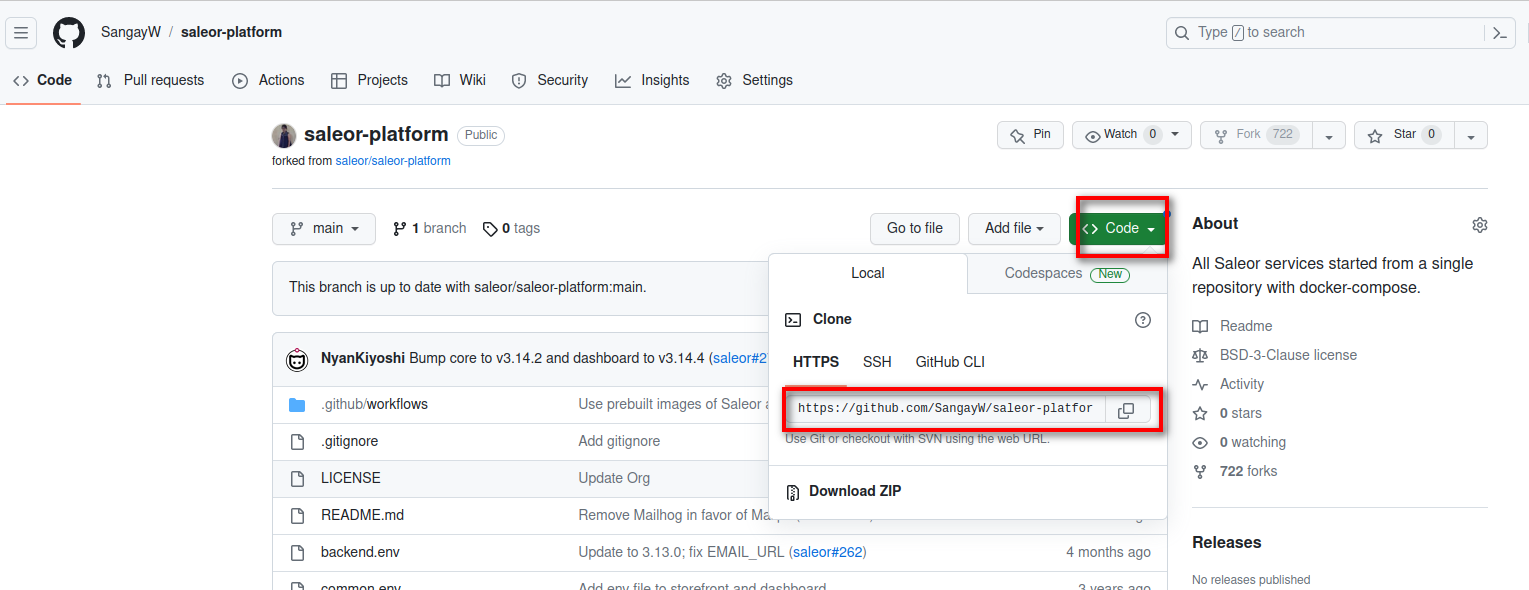 SangayW / saleor-platform
Type / to search
Code Pull requests Actions Projects Wiki Security Insights Settings
saleor-platform Public
Pin Watch 0 Fork 722 Star 0
forked from saleor/saleor-platform
main 1 branch 0 tags Go to file Add file Code
About
Local Codespaces New
All Saleor services started from a single
repository with docker-compose.
This branch is up to date with saleor/saleor-platform:main.
Clone
Readme
BSD-3-Clause license
Activity
0 stars
0 watching
722 forks
HTTPS SSH GitHub CLI
NyanKiyoshi Bump core to v3.14.2 and dashboard to v3.14.4 (saleor#2
https://github.com/SangayW/saleor-platfor
Use Git or checkout with SVN using the web URL.
Download ZIP
.github/workflows Use prebuilt images of Saleor
.gitignore Add gitignore
LICENSE Update Org
README.md Remove Mailhog in favor of
backend.env Update to 3.13.0; fix EMAIL_URL (saleor#262) 4 months ago
common.env Add env file to storefront and dashboard 3 years ago
Releases
No releases published